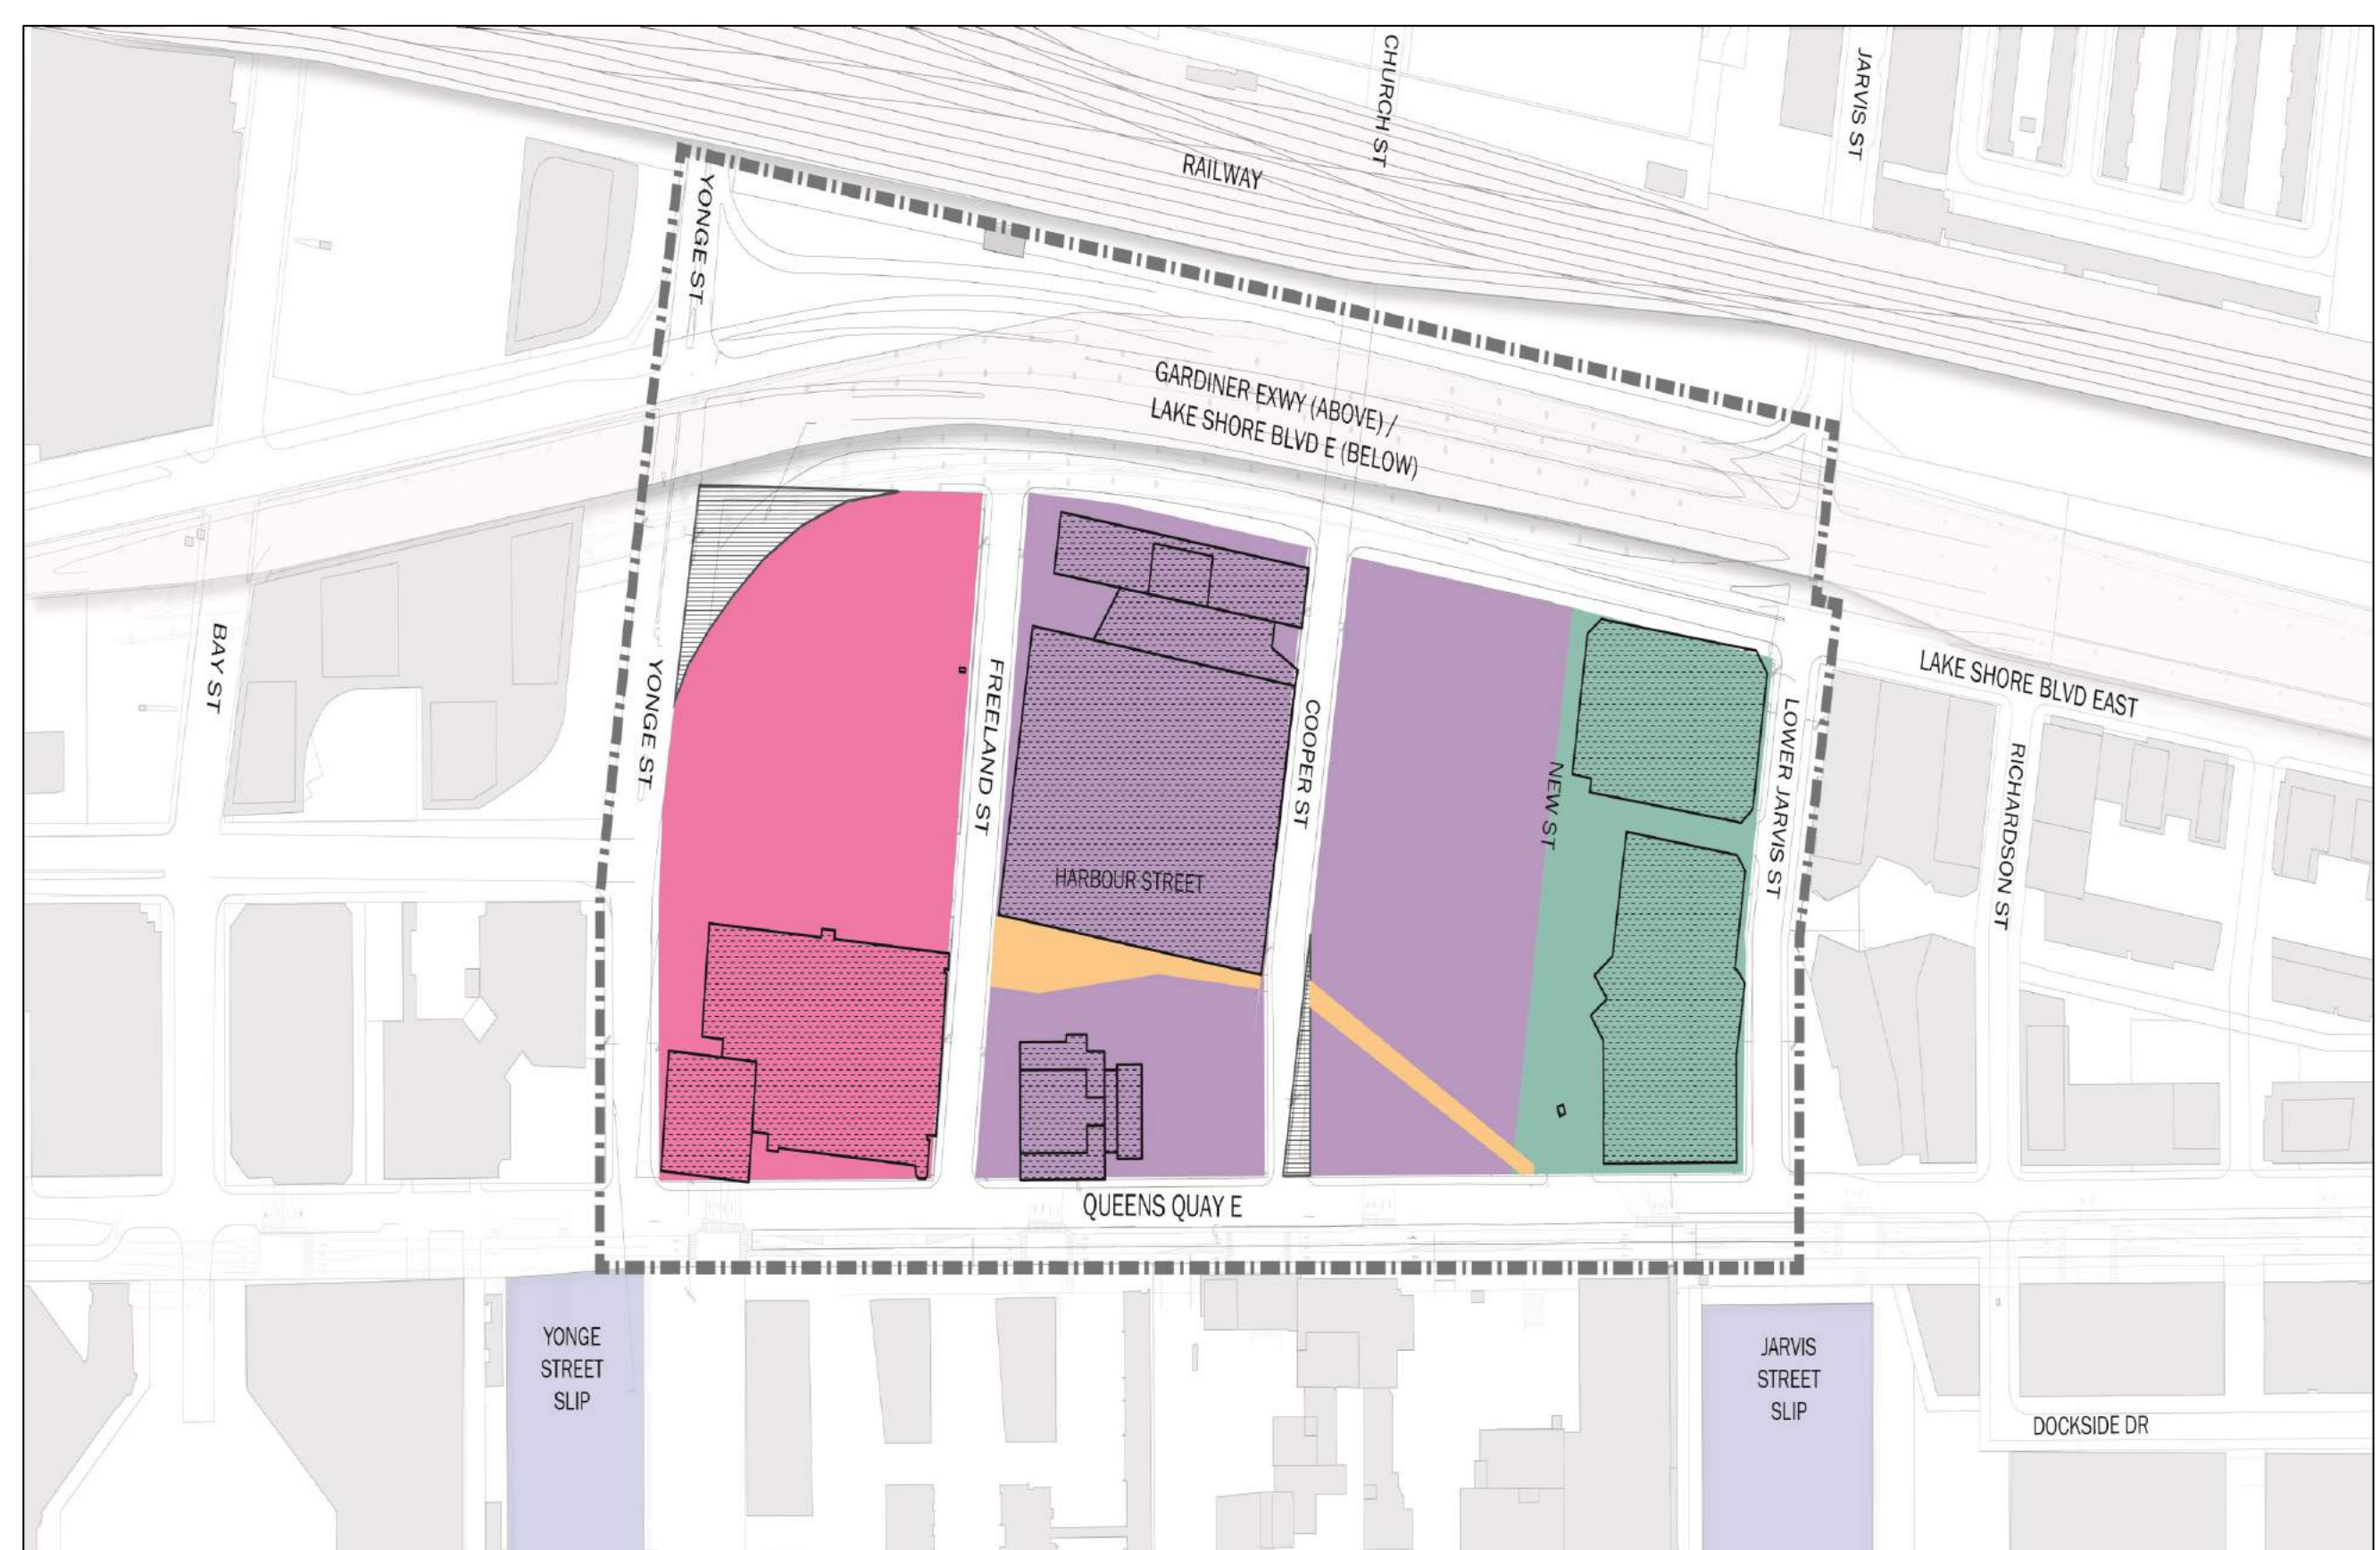 CHURCH ST
JARVIS ST
RAILWAY
YONGE ST
GARDINER EXWY (ABOVE) /
LAKE SHORE BLVD E (BELOW)
BAY ST
YONGE ST
FREELAND ST
COOPER ST
NEW ST
LOWER JARVIS ST
LAKE SHORE BLVD EAST
RICHARDSON ST
HARBOUR STREET
QUEENS QUAY E
YONGE
STREET
SLIP
JARVIS
STREET
SLIP
DOCKSIDE DR